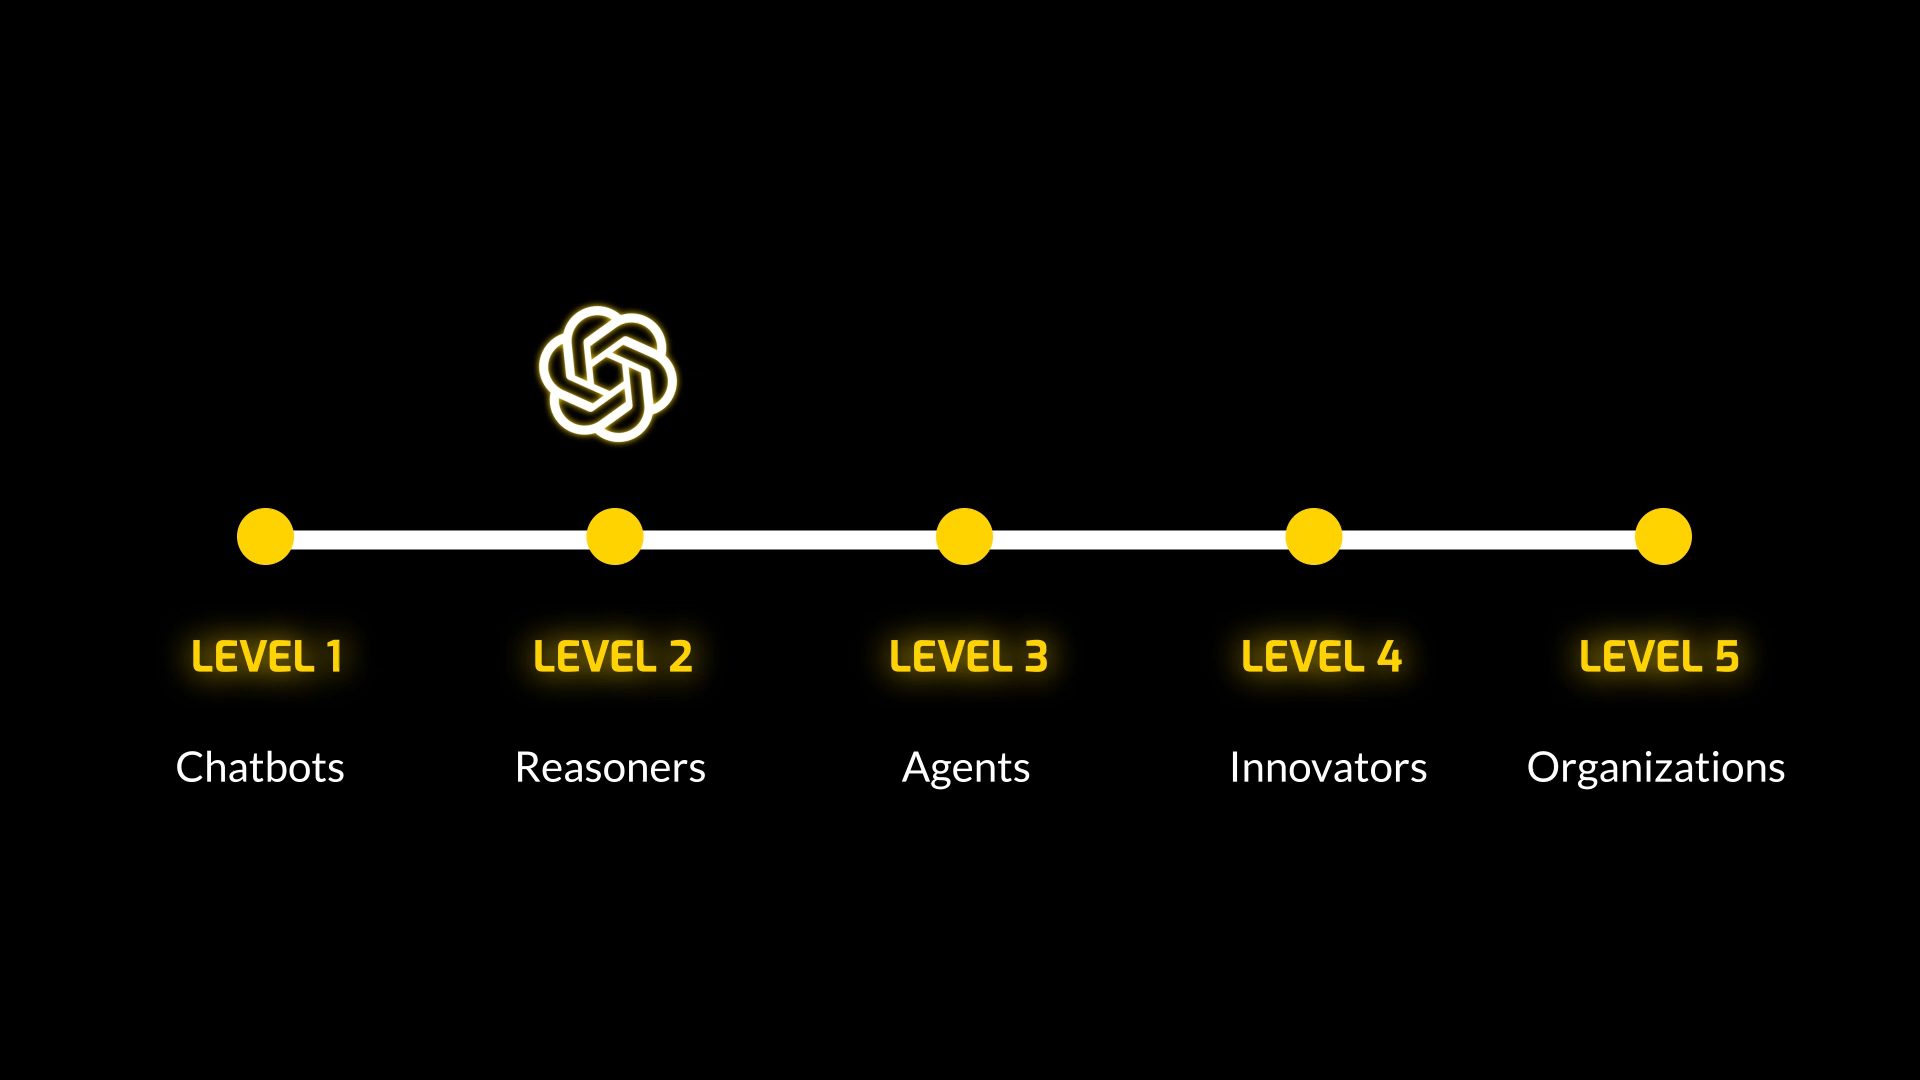 LEVEL 1
LEVEL 2
LEVEL 3
LEVEL 4
LEVEL 5
Chatbots
Reasoners
Agents
Innovators
Organizations